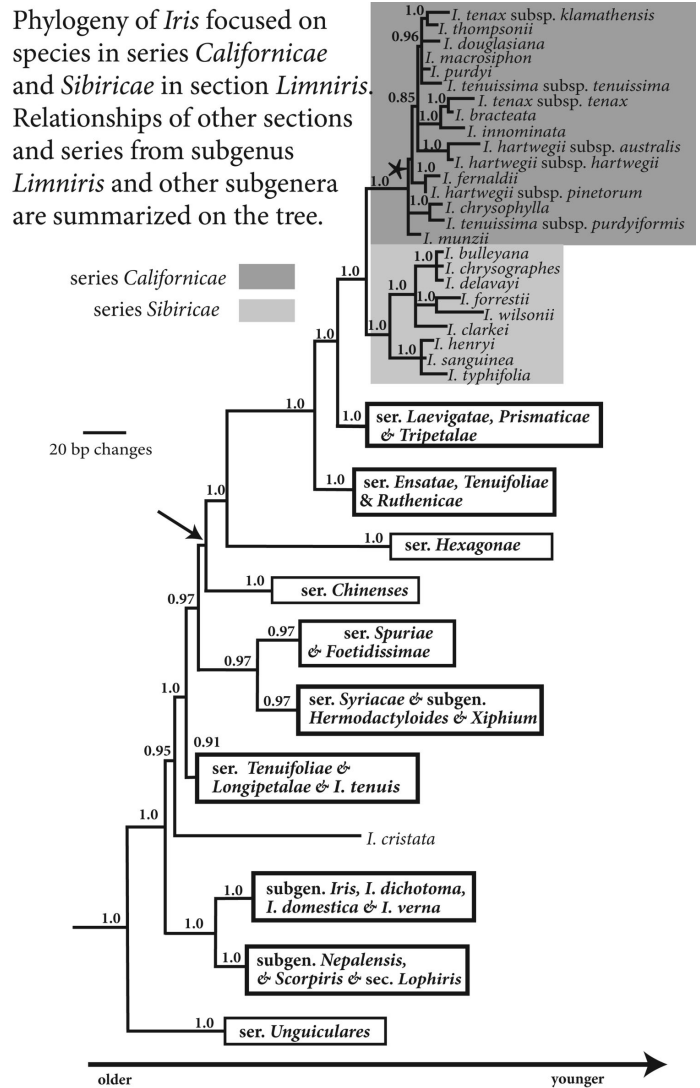 Phylogeny of Iris focused on
species in series Californicae
and Sibiricae in section Limniris.
Relationships of other sections
and series from subgenus
Limniris and other subgenera
are summarized on the tree.
series Californicae
series Sibiricae
20 bp changes
1.0
I. tenax subsp. klamathensis
I. thompsonii
0.96
I. douglasiana
I. macrosiphon
I. purdyi
I. tenuissima subsp. tenuissima
0.85
1.0
I. tenax subsp. tenax
1.0
I. bracteata
I. innominata
1.0
I. hartwegii subsp. australis
I. hartwegii subsp. hartwegii
1.0
I. fernaldii
1.0
I. hartwegii subsp. pinetorum
1.0
I. chrysophylla
I. tenuissima subsp. purdyiformis
I. munzii
1.0
I. bulleyana
I. chrysographes
1.0
I. delavayi
1.0
1.0
I. forrestii
I. wilsonii
1.0
I. clarkei
1.0
I. henryi
1.0
I. sanguinea
I. typhifolia
1.0
1.0
ser. Laevigatae, Prismaticae
& Tripetalae
1.0
1.0
ser. Ensatae, Tenuifoliae
& Ruthenicae
1.0
1.0
ser. Hexagonae
1.0
ser. Chinenses
0.97
0.97
ser. Spuriae
& Foetidissimae
0.97
0.97
ser. Syriacae & subgen.
Hermodactyloides & Xiphium
1.0
0.91
0.95
ser. Tenuifoliae &
Longipetalae & I. tenuis
1.0
I. cristata
1.0
subgen. Iris, I. dichotoma,
I. domestica & I. verna
1.0
1.0
1.0
subgen. Nepalensis,
& Scorpiris & sec. Lophiris
1.0
ser. Unguiculares
older
younger